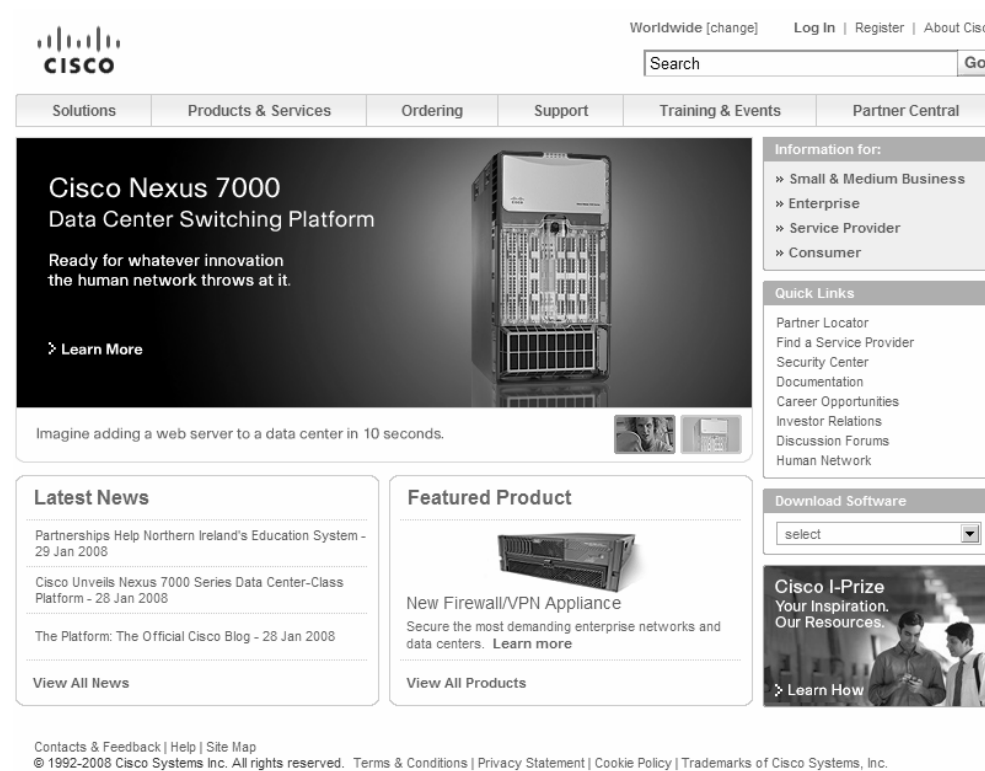 Worldwide [change] Log In | Register | About Cisc
CISCO
Search Go
Solutions Products & Services Ordering Support Training & Events Partner Central
Cisco Nexus 7000
Data Center Switching Platform
Ready for whatever innovation
the human network throws at it.
Learn More
Imagine adding a web server to a data center in 10 seconds.
Information for:
» Small & Medium Business
» Enterprise
» Service Provider
» Consumer
Quick Links
Partner Locator
Find a Service Provider
Security Center
Documentation
Career Opportunities
Investor Relations
Discussion Forums
Human Network
Latest News
Partnerships Help Northern Ireland's Education System -
29 Jan 2008
Cisco Unveils Nexus 7000 Series Data Center-Class
Platform - 28 Jan 2008
The Platform: The Official Cisco Blog - 28 Jan 2008
View All News
Featured Product
New Firewall/VPN Appliance
Secure the most demanding enterprise networks and
data centers. Learn more
View All Products
Download Software
select
Cisco I-Prize
Your Inspiration.
Our Resources.
Learn How
Contacts & Feedback | Help | Site Map
© 1992-2008 Cisco Systems Inc. All rights reserved. Terms & Conditions | Privacy Statement | Cookie Policy | Trademarks of Cisco Systems, Inc.